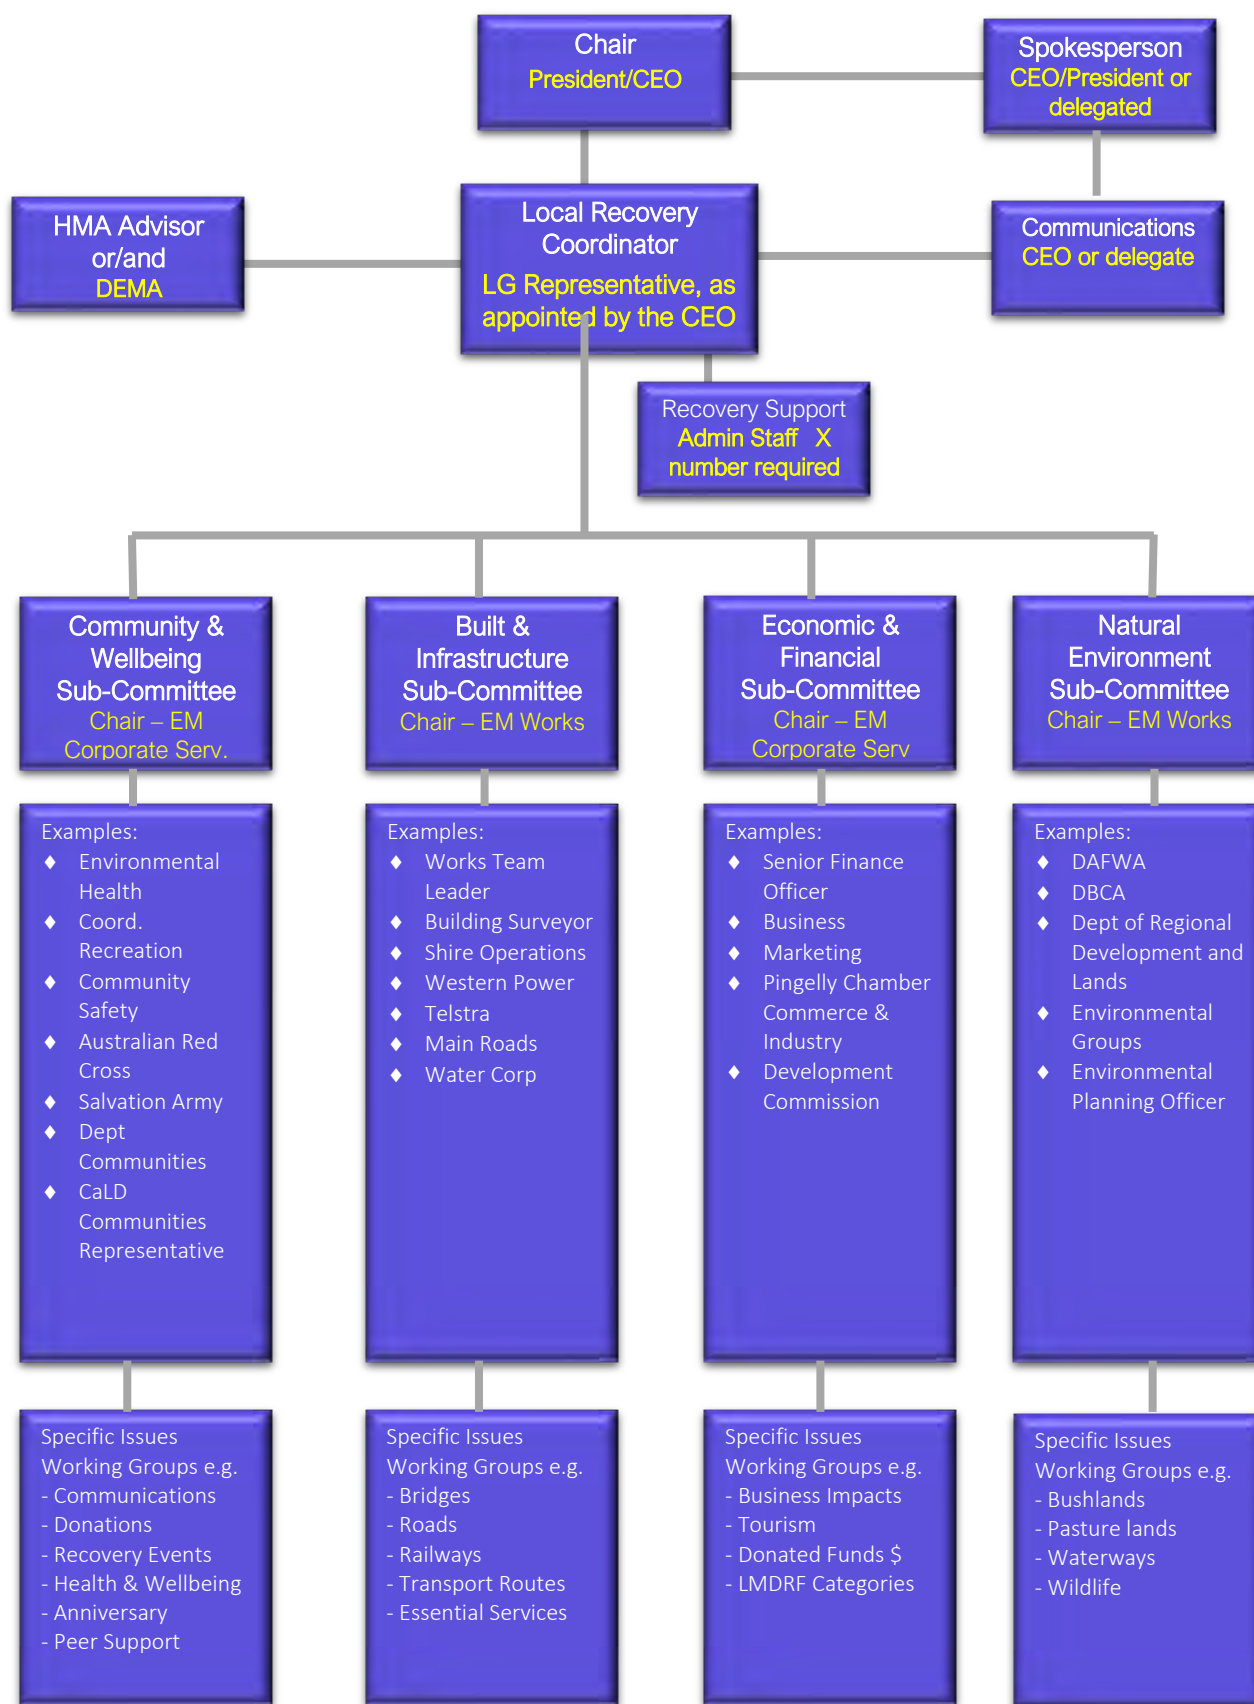 Chair
President/CEO
Spokesperson
CEO/President or
delegated
HMA Advisor
or/and
DEMA
Local Recovery
Coordinator
LG Representative, as
appointed by the CEO
Communications
CEO or delegate
Recovery Support
Admin Staff X
number required
Community &
Wellbeing
Sub-Committee
Chair – EM
Corporate Serv.
Built &
Infrastructure
Sub-Committee
Chair – EM Works
Economic &
Financial
Sub-Committee
Chair – EM
Corporate Serv
Natural
Environment
Sub-Committee
Chair – EM Works
Examples:
♦ Environmental
Health
♦ Coord.
Recreation
♦ Community
Safety
♦ Australian Red
Cross
♦ Salvation Army
♦ Dept
Communities
♦ CaLD
Communities
Representative
Examples:
♦ Works Team
Leader
♦ Building Surveyor
♦ Shire Operations
♦ Western Power
♦ Telstra
♦ Main Roads
♦ Water Corp
Examples:
♦ Senior Finance
Officer
♦ Business
♦ Marketing
♦ Pingelly Chamber
Commerce &
Industry
♦ Development
Commission
Examples:
♦ DAFWA
♦ DBCA
♦ Dept of Regional
Development and
Lands
♦ Environmental
Groups
♦ Environmental
Planning Officer
Specific Issues
Working Groups e.g.
- Communications
- Donations
- Recovery Events
- Health & Wellbeing
- Anniversary
- Peer Support
Specific Issues
Working Groups e.g.
- Bridges
- Roads
- Railways
- Transport Routes
- Essential Services
Specific Issues
Working Groups e.g.
- Business Impacts
- Tourism
- Donated Funds $
- LMDRF Categories
Specific Issues
Working Groups e.g.
- Bushlands
- Pasture lands
- Waterways
- Wildlife